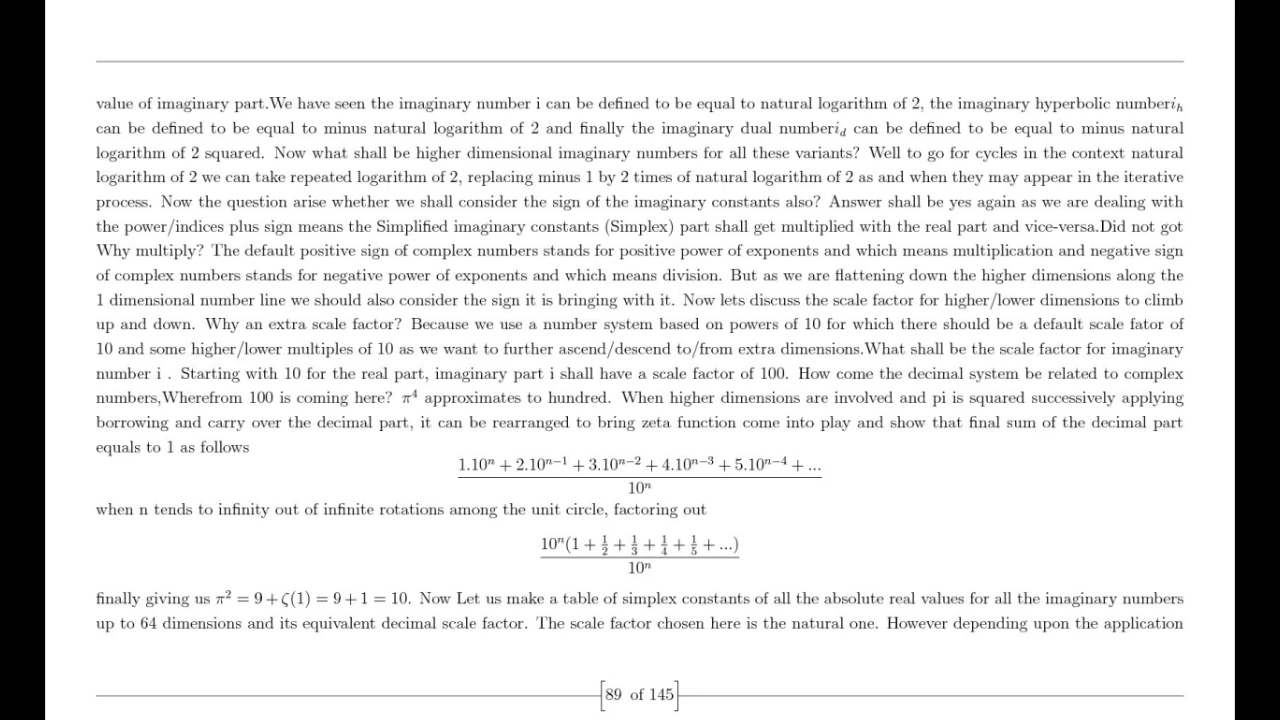 value of imaginary part.We have seen the imaginary number i can be defined to be equal to natural logarithm of 2, the imaginary hyperbolic numberiₕ
can be defined to be equal to minus natural logarithm of 2 and finally the imaginary dual numberi_d can be defined to be equal to minus natural
logarithm of 2 squared. Now what shall be higher dimensional imaginary numbers for all these variants? Well to go for cycles in the context natural
logarithm of 2 we can take repeated logarithm of 2, replacing minus 1 by 2 times of natural logarithm of 2 as and when they may appear in the iterative
process. Now the question arise whether we shall consider the sign of the imaginary constants also? Answer shall be yes again as we are dealing with
the power/indices plus sign means the Simplified imaginary constants (Simplex) part shall get multiplied with the real part and vice-versa.Did not got
Why multiply? The default positive sign of complex numbers stands for positive power of exponents and which means multiplication and negative sign
of complex numbers stands for negative power of exponents and which means division. But as we are flattening down the higher dimensions along the
1 dimensional number line we should also consider the sign it is bringing with it. Now lets discuss the scale factor for higher/lower dimensions to climb
up and down. Why an extra scale factor? Because we use a number system based on powers of 10 for which there should be a default scale fator of
10 and some higher/lower multiples of 10 as we want to further ascend/descend to/from extra dimensions.What shall be the scale factor for imaginary
number i . Starting with 10 for the real part, imaginary part i shall have a scale factor of 100. How come the decimal system be related to complex
numbers,Wherefrom 100 is coming here? π⁴ approximates to hundred. When higher dimensions are involved and pi is squared successively applying
borrowing and carry over the decimal part, it can be rearranged to bring zeta function come into play and show that final sum of the decimal part
equals to 1 as follows
1.10ⁿ + 2.10ⁿ⁻¹ + 3.10ⁿ⁻² + 4.10ⁿ⁻³ + 5.10ⁿ⁻⁴ + ...
10ⁿ
when n tends to infinity out of infinite rotations among the unit circle, factoring out
10ⁿ(1 + 1/2 + 1/3 + 1/4 + 1/5 + ...)
10ⁿ
finally giving us π² = 9 + ζ(1) = 9 + 1 = 10. Now Let us make a table of simplex constants of all the absolute real values for all the imaginary numbers
up to 64 dimensions and its equivalent decimal scale factor. The scale factor chosen here is the natural one. However depending upon the application
[89 of 145]